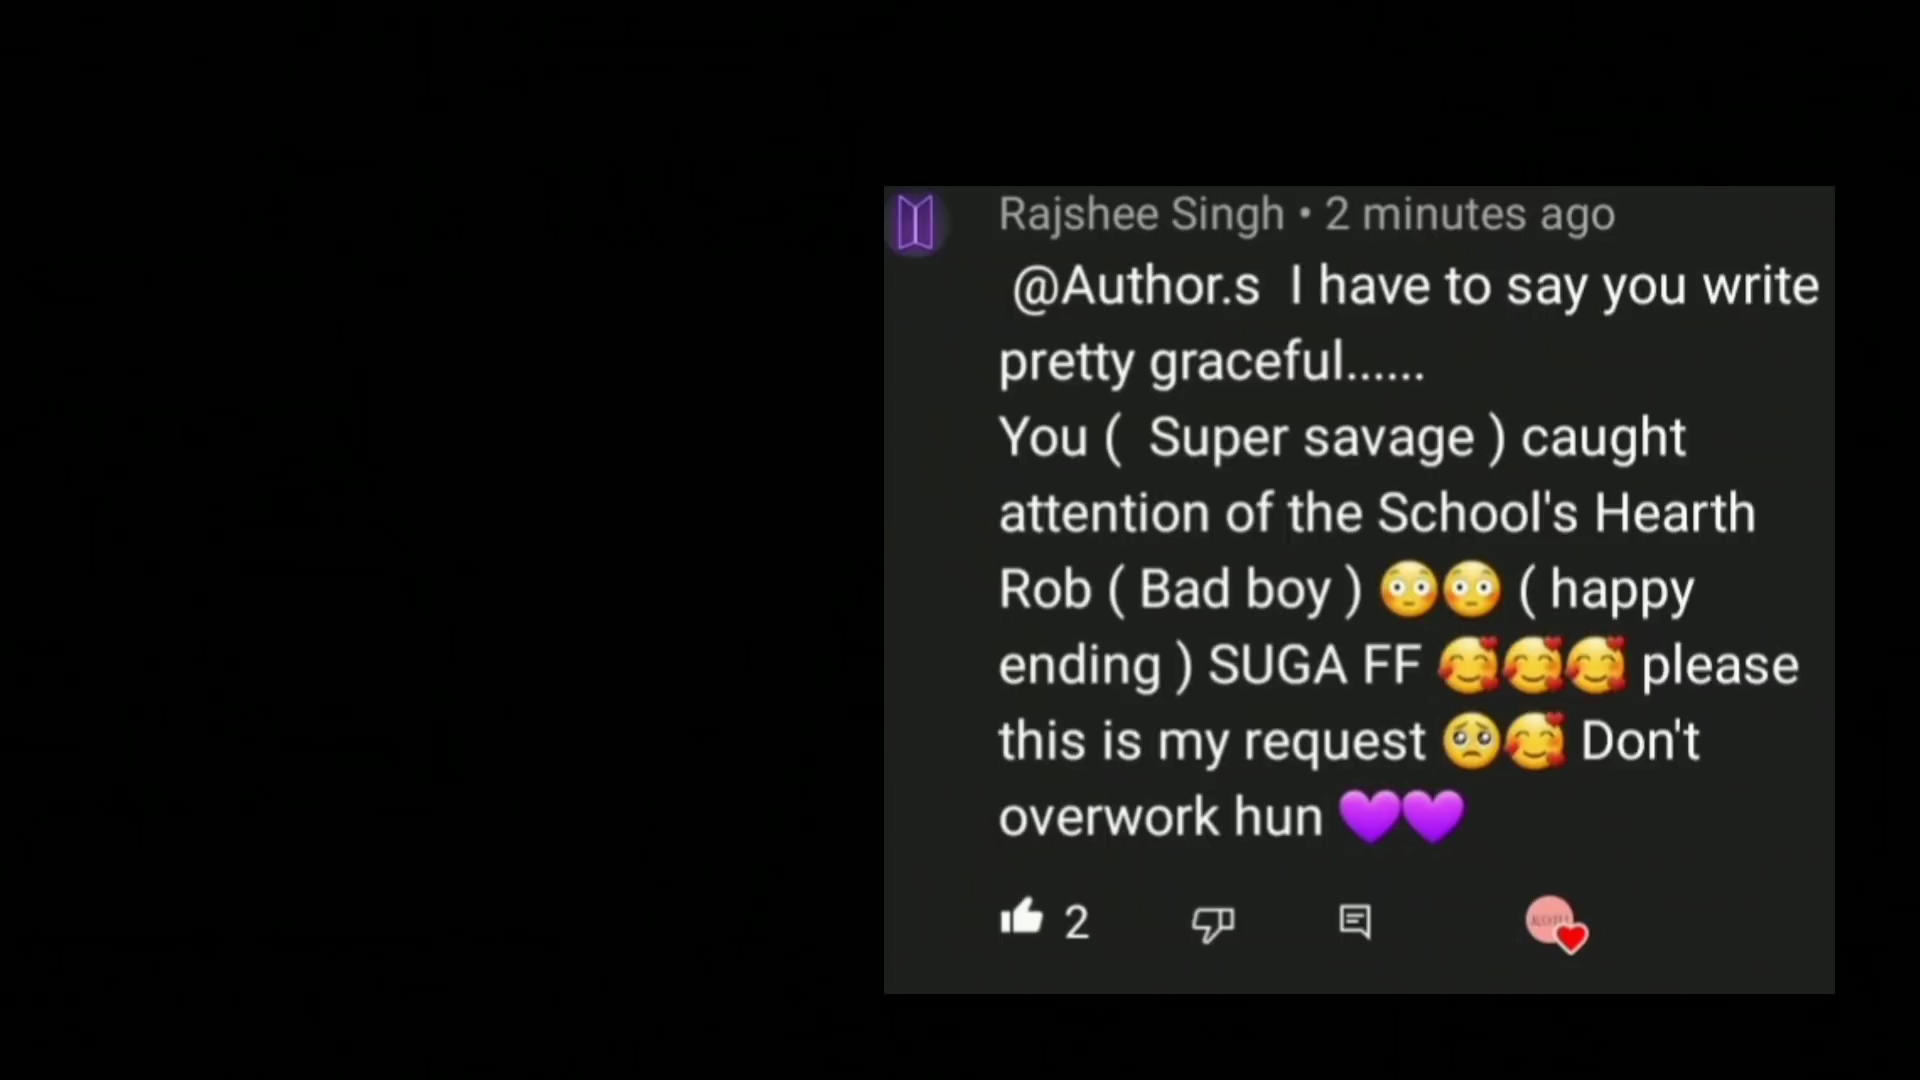 Rajshee Singh • 2 minutes ago
@Author.s I have to say you write
pretty graceful......
You ( Super savage ) caught
attention of the School's Hearth
Rob ( Bad boy ) 😳😳 ( happy
ending ) SUGA FF 🥰🥰🥰 please
this is my request 🥺🥰 Don't
overwork hun 💜💜
2